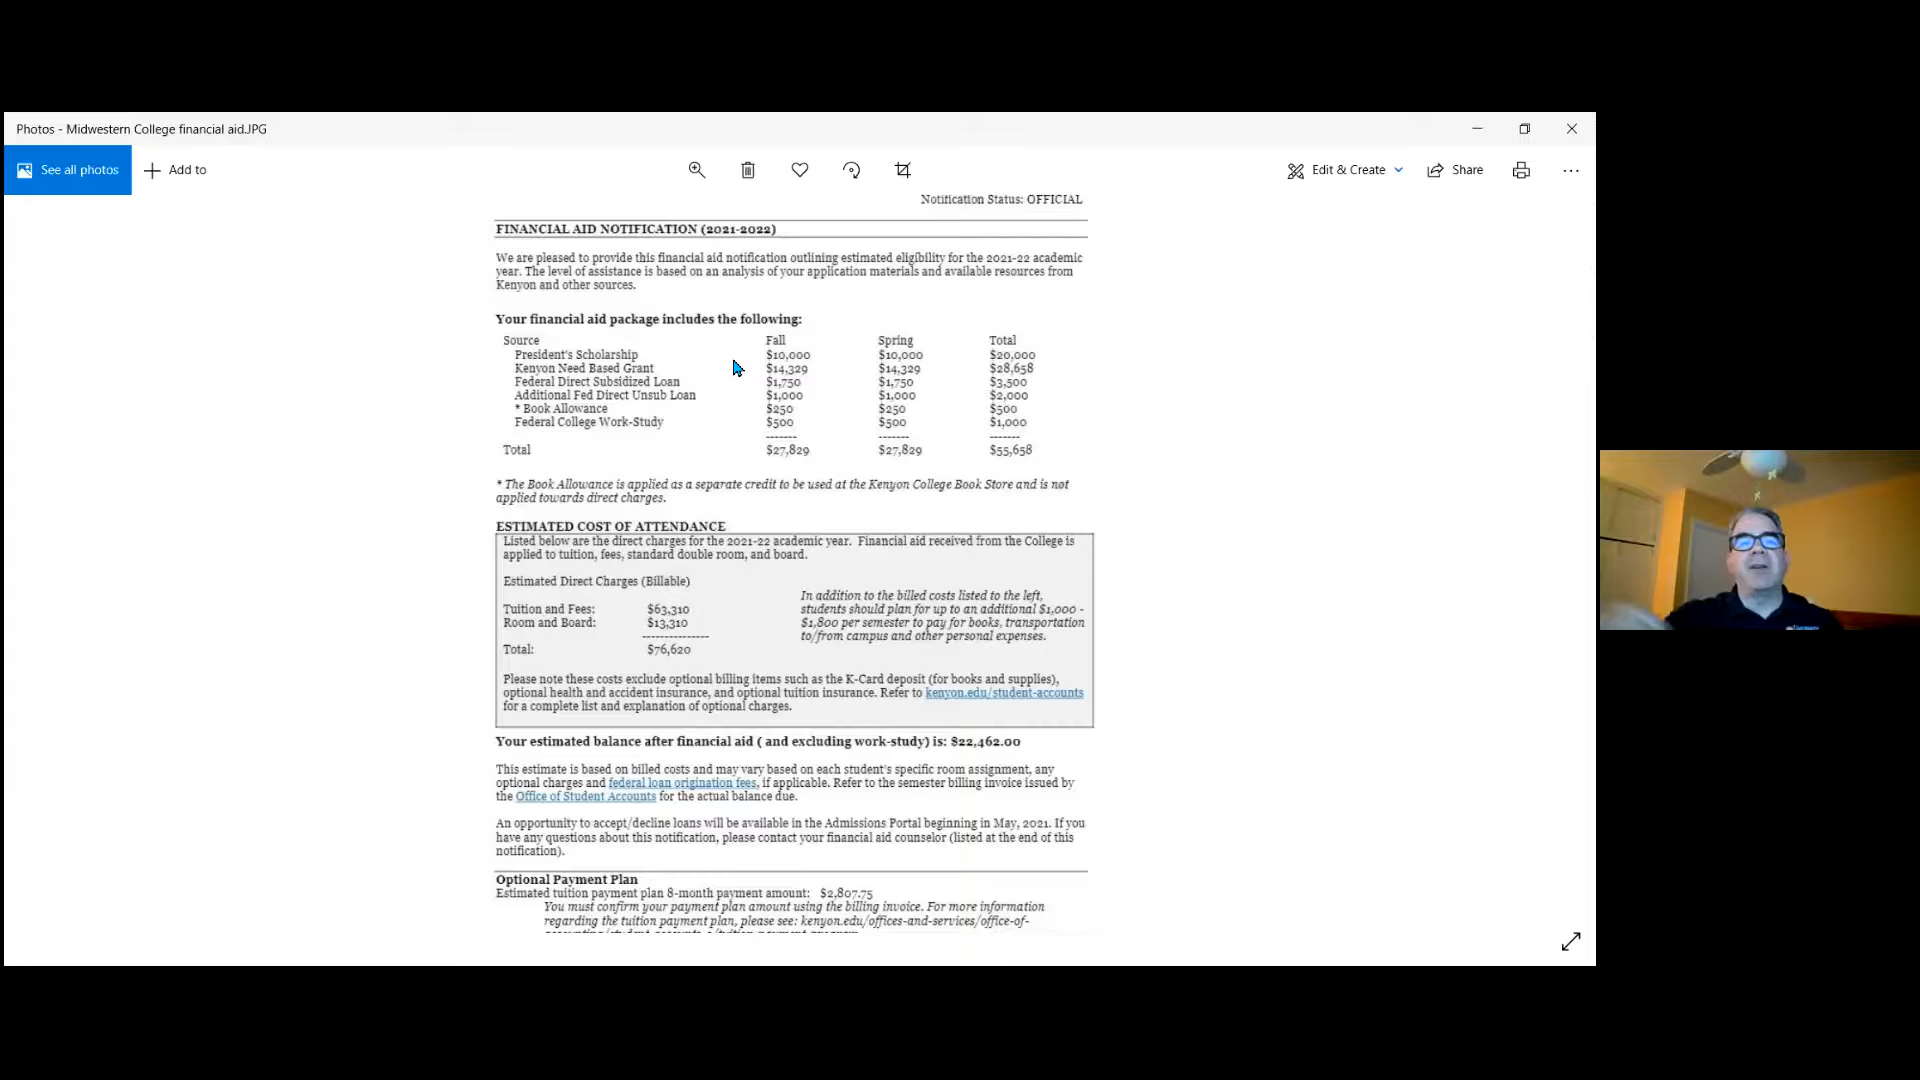 Photos - Midwestern College financial aid.JPG
See all photos
Add to
Edit & Create
Share
Notification Status: OFFICIAL
FINANCIAL AID NOTIFICATION (2021-2022)
We are pleased to provide this financial aid notification outlining estimated eligibility for the 2021-22 academic
year. The level of assistance is based on an analysis of your application materials and available resources from
Kenyon and other sources.
Your financial aid package includes the following:
Source Fall Spring Total
President's Scholarship $10,000 $10,000 $20,000
Kenyon Need Based Grant $14,329 $14,329 $28,658
Federal Direct Subsidized Loan $1,750 $1,750 $3,500
Additional Fed Direct Unsub Loan $1,000 $1,000 $2,000
* Book Allowance $250 $250 $500
Federal College Work-Study $500 $500 $1,000
------- ------- -------
Total $27,829 $27,829 $55,658
* The Book Allowance is applied as a separate credit to be used at the Kenyon College Book Store and is not
applied towards direct charges.
ESTIMATED COST OF ATTENDANCE
Listed below are the direct charges for the 2021-22 academic year. Financial aid received from the College is
applied to tuition, fees, standard double room, and board.
Estimated Direct Charges (Billable)
Tuition and Fees: $63,310
Room and Board: $13,310
---------------
Total: $76,620
In addition to the billed costs listed to the left,
students should plan for up to an additional $1,000 -
$1,800 per semester to pay for books, transportation
to/from campus and other personal expenses.
Please note these costs exclude optional billing items such as the K-Card deposit (for books and supplies),
optional health and accident insurance, and optional tuition insurance. Refer to kenyon.edu/student-accounts
for a complete list and explanation of optional charges.
Your estimated balance after financial aid ( and excluding work-study) is: $22,462.00
This estimate is based on billed costs and may vary based on each student's specific room assignment, any
optional charges and federal loan origination fees, if applicable. Refer to the semester billing invoice issued by
the Office of Student Accounts for the actual balance due.
An opportunity to accept/decline loans will be available in the Admissions Portal beginning in May, 2021. If you
have any questions about this notification, please contact your financial aid counselor (listed at the end of this
notification).
Optional Payment Plan
Estimated tuition payment plan 8-month payment amount: $2,807.75
You must confirm your payment plan amount using the billing invoice. For more information
regarding the tuition payment plan, please see: kenyon.edu/offices-and-services/office-of-